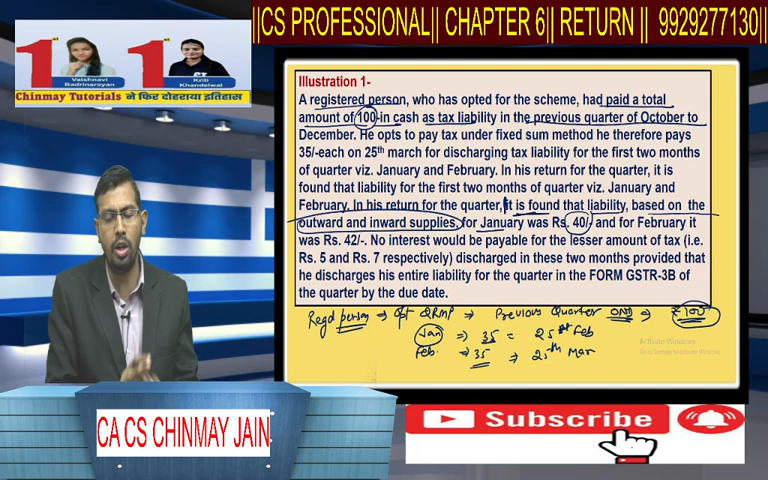 ||CS PROFESSIONAL|| CHAPTER 6|| RETURN || 9929277130||
1st
1st
Vaishnavi
Badrinarayan
Kriti
Khandelwal
Chinmay Tutorials ने फिर दोहराया इतिहास
Illustration 1-
A registered person, who has opted for the scheme, had paid a total
amount of 100-in cash as tax liability in the previous quarter of October to
December. He opts to pay tax under fixed sum method he therefore pays
35/-each on 25th march for discharging tax liability for the first two months
of quarter viz. January and February. In his return for the quarter, it is
found that liability for the first two months of quarter viz. January and
February. In his return for the quarter, it is found that liability, based on the
outward and inward supplies, for January was Rs. 40/- and for February it
was Rs. 42/-. No interest would be payable for the lesser amount of tax (i.e.
Rs. 5 and Rs. 7 respectively) discharged in these two months provided that
he discharges his entire liability for the quarter in the FORM GSTR-3B of
the quarter by the due date.
Regd person ⇒ Opt QRMP ⇒ Previous Quarter OND ⇒ ₹100
Jan ⇒ 35 = 25th Feb
Feb. ⇒ 35 ⇒ 25th Mar
Activate Windows
Go to Settings to activate Windows
CA CS CHINMAY JAIN
Subscribe